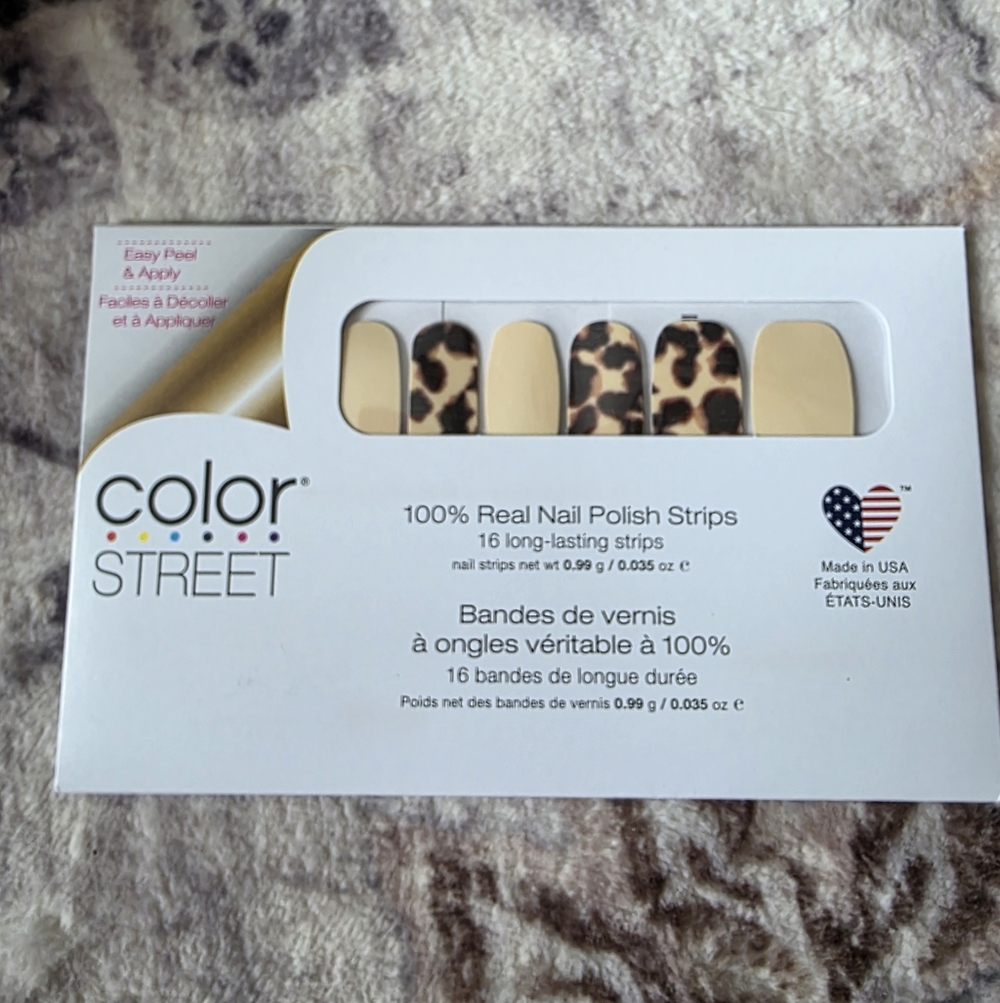 Easy Peel
& Apply
Faciles à Décoller
et à Appliquer
color®
STREET
100% Real Nail Polish Strips
16 long-lasting strips
nail strips net wt 0.99 g / 0.035 oz ℮
Bandes de vernis
à ongles véritable à 100%
16 bandes de longue durée
Poids net des bandes de vernis 0.99 g / 0.035 oz ℮
™
Made in USA
Fabriquées aux
ÉTATS-UNIS